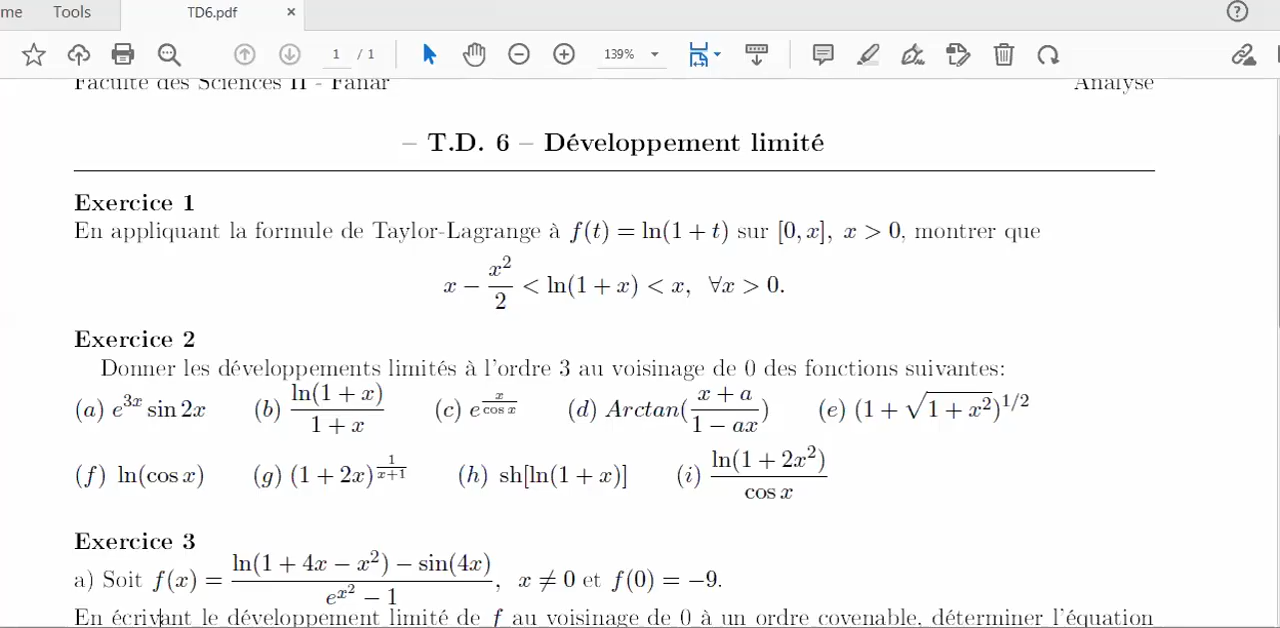 me Tools TD6.pdf ×
1 / 1 139%
Faculté des Sciences II - Fanar Analyse
– T.D. 6 – Développement limité
Exercice 1
En appliquant la formule de Taylor-Lagrange à f(t) = ln(1 + t) sur [0, x], x > 0, montrer que
x − x²/2 < ln(1 + x) < x, ∀x > 0.
Exercice 2
Donner les développements limités à l'ordre 3 au voisinage de 0 des fonctions suivantes:
(a) e^{3x} sin 2x (b) ln(1 + x)/(1 + x) (c) e^{x/cos x} (d) Arctan((x + a)/(1 − ax)) (e) (1 + √(1 + x²))^{1/2}
(f) ln(cos x) (g) (1 + 2x)^{1/(x+1)} (h) sh[ln(1 + x)] (i) ln(1 + 2x²)/cos x
Exercice 3
a) Soit f(x) = (ln(1 + 4x − x²) − sin(4x))/(e^{x²} − 1), x ≠ 0 et f(0) = −9.
En écrivant le développement limité de f au voisinage de 0 à un ordre covenable, déterminer l'équation